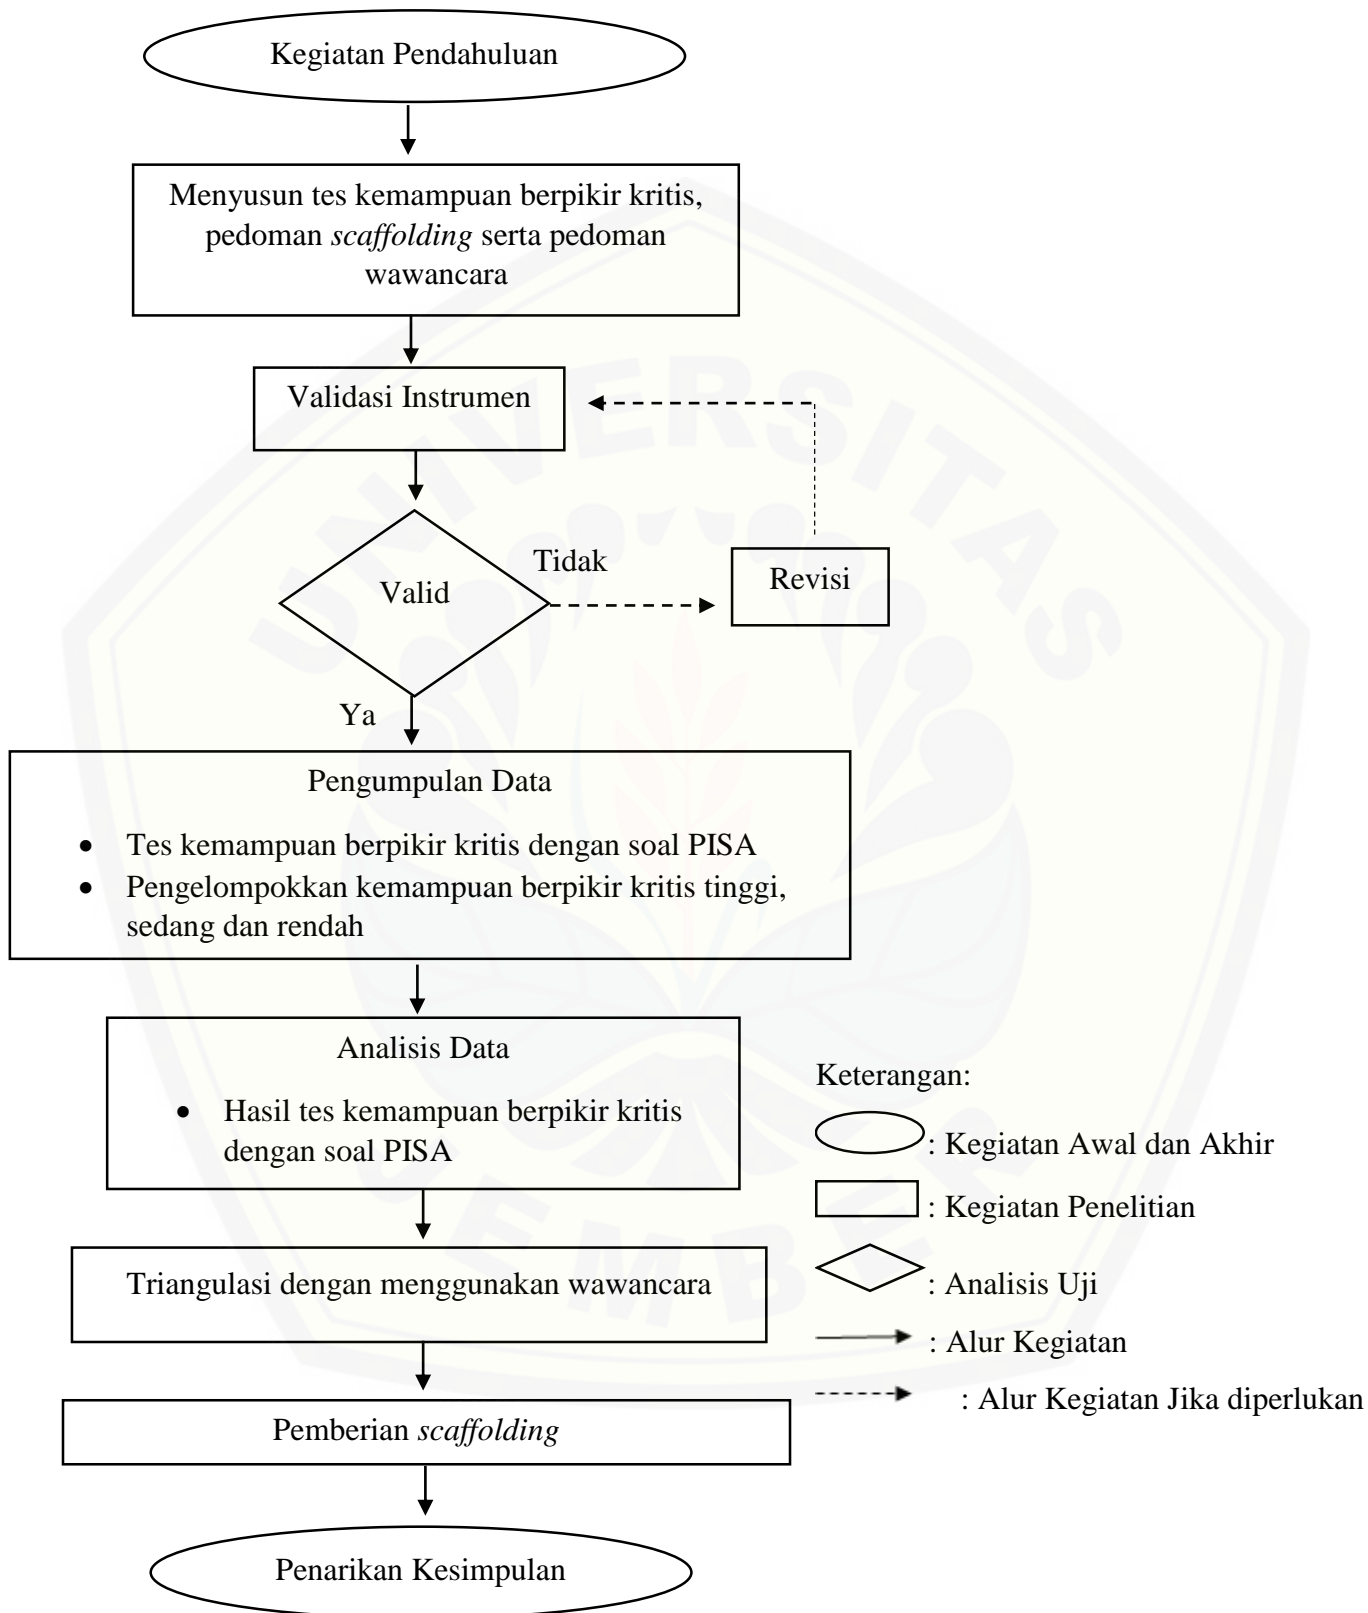 Kegiatan Pendahuluan
Menyusun tes kemampuan berpikir kritis,
pedoman scaffolding serta pedoman
wawancara
Validasi Instrumen
Valid
Tidak
Revisi
Ya
Pengumpulan Data
• Tes kemampuan berpikir kritis dengan soal PISA
• Pengelompokkan kemampuan berpikir kritis tinggi,
sedang dan rendah
Analisis Data
• Hasil tes kemampuan berpikir kritis
dengan soal PISA
Triangulasi dengan menggunakan wawancara
Pemberian scaffolding
Penarikan Kesimpulan
Keterangan:
: Kegiatan Awal dan Akhir
: Kegiatan Penelitian
: Analisis Uji
: Alur Kegiatan
: Alur Kegiatan Jika diperlukan
UNIVERSITAS
JEMBER